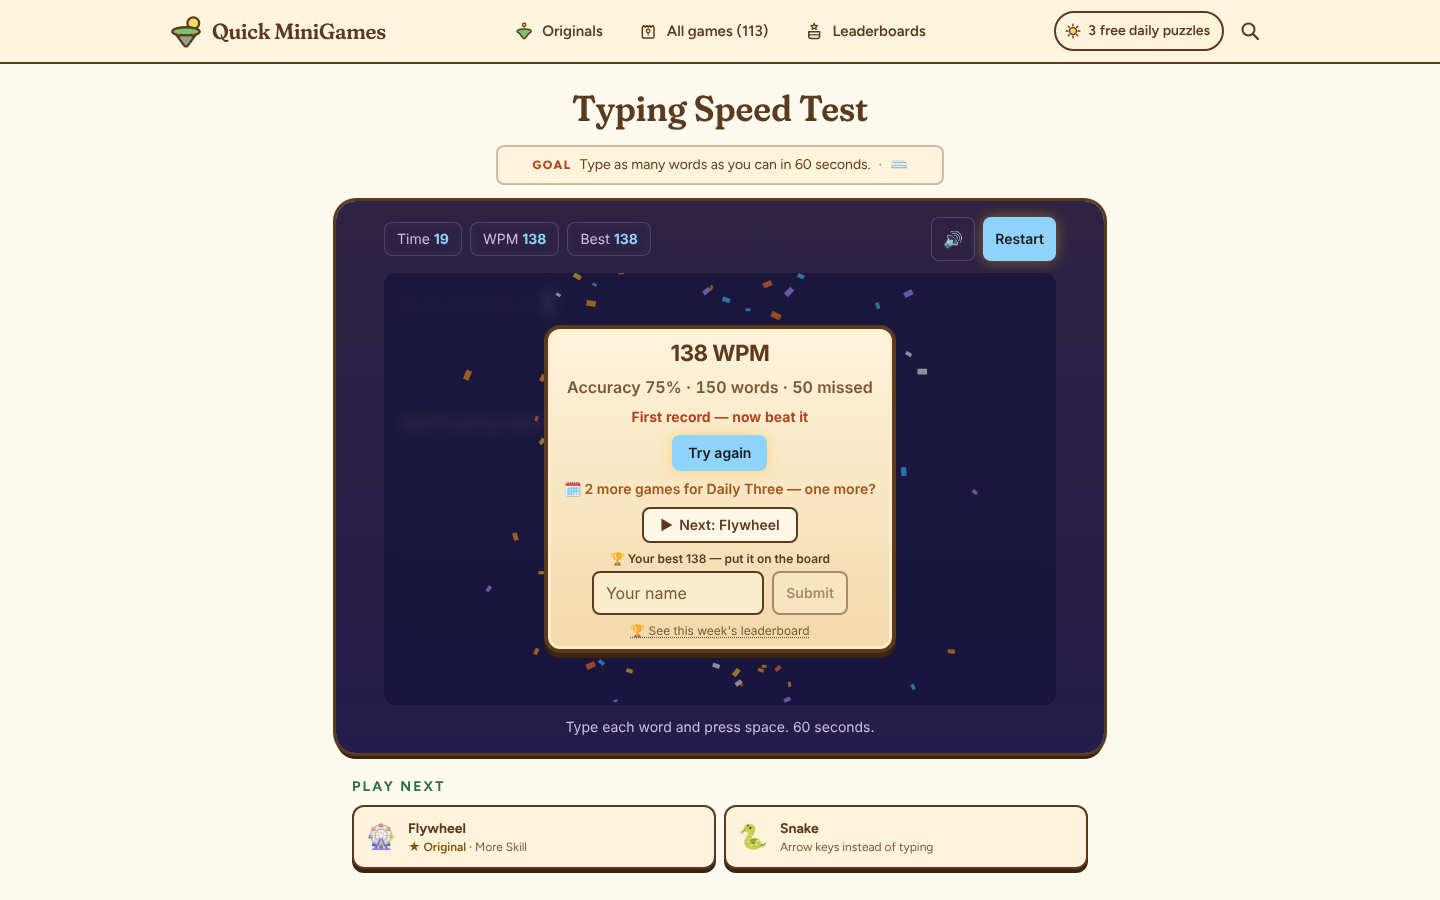 Quick MiniGames
Originals
All games (113)
Leaderboards
3 free daily puzzles
Typing Speed Test
GOAL Type as many words as you can in 60 seconds. ·
Time 19
WPM 138
Best 138
Restart
138 WPM
Accuracy 75% · 150 words · 50 missed
First record — now beat it
Try again
2 more games for Daily Three — one more?
▶ Next: Flywheel
Your best 138 — put it on the board
Your name
Submit
See this week's leaderboard
Type each word and press space. 60 seconds.
PLAY NEXT
Flywheel
★ Original · More Skill
Snake
Arrow keys instead of typing